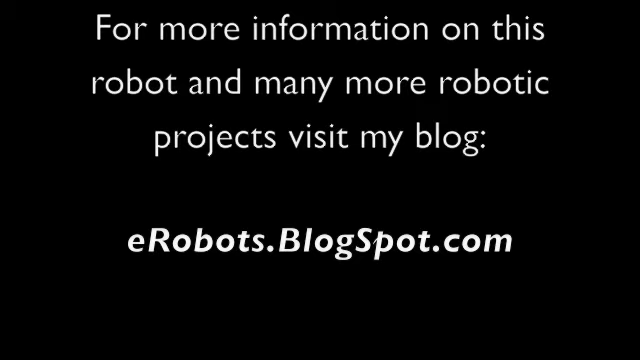 For more information on this
robot and many more robotic
projects visit my blog:
eRobots.BlogSpot.com